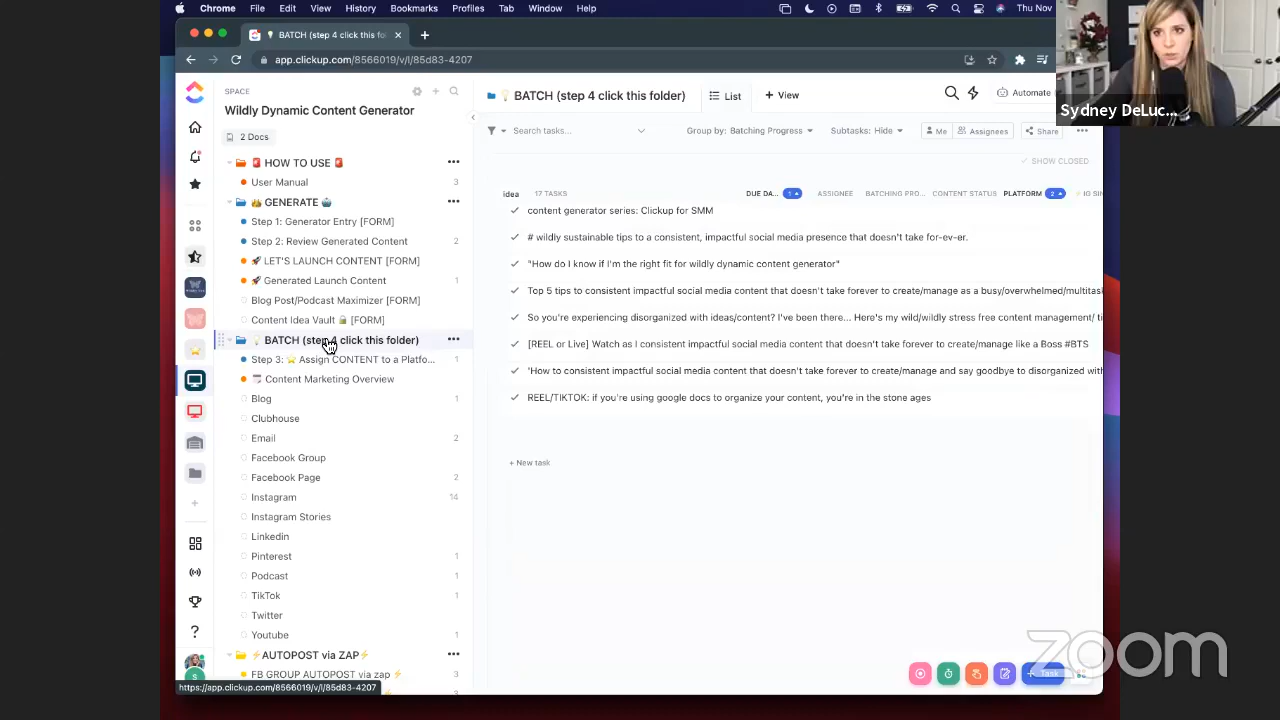 Chrome File Edit View History Bookmarks Profiles Tab Window Help Thu Nov
BATCH (step 4 click this fol
app.clickup.com/8566019/v/l/85d83-4207
Sydney DeLuc...
SPACE
Wildly Dynamic Content Generator
2 Docs
HOW TO USE
User Manual 3
GENERATE
Step 1: Generator Entry [FORM]
Step 2: Review Generated Content 2
LET'S LAUNCH CONTENT [FORM]
Generated Launch Content 1
Blog Post/Podcast Maximizer [FORM]
Content Idea Vault [FORM]
BATCH (step 4 click this folder)
Step 3: Assign CONTENT to a Platfo... 1
Content Marketing Overview
Blog 1
Clubhouse
Email 2
Facebook Group
Facebook Page 2
Instagram 14
Instagram Stories
Linkedin
Pinterest 1
Podcast 1
TikTok 1
Twitter
Youtube 1
AUTOPOST via ZAP
FB GROUP AUTOPOST via zap 3
https://app.clickup.com/8566019/v/l/85d83-4207
BATCH (step 4 click this folder) List + View Automate
Search tasks... Group by: Batching Progress Subtasks: Hide Me Assignees Share
SHOW CLOSED
idea 17 TASKS DUE DA... 1 ASSIGNEE BATCHING PRO... CONTENT STATUS PLATFORM 2 IG SIN
content generator series: Clickup for SMM
# wildly sustainable tips to a consistent, impactful social media presence that doesn't take for-ev-er.
"How do I know if I'm the right fit for wildly dynamic content generator"
Top 5 tips to consistent impactful social media content that doesn't take forever to create/manage as a busy/overwhelmed/multitask
So you're experiencing disorganized with ideas/content? I've been there... Here's my wild/wildly stress free content management/ ti
[REEL or Live] Watch as I consistent impactful social media content that doesn't take forever to create/manage like a Boss #BTS
'How to consistent impactful social media content that doesn't take forever to create/manage and say goodbye to disorganized with
REEL/TIKTOK: if you're using google docs to organize your content, you're in the stone ages
+ New task
+ Task
zoom